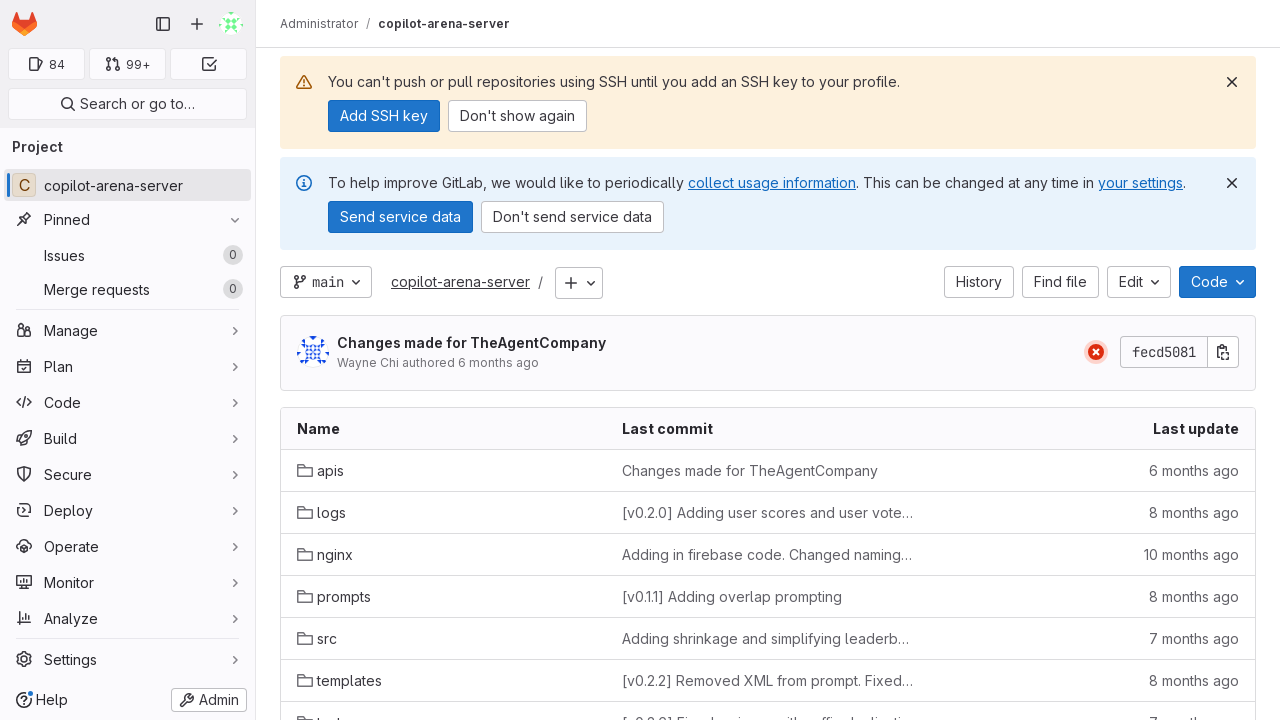 Administrator / copilot-arena-server
84
99+
Search or go to…
Project
C copilot-arena-server
Pinned
Issues 0
Merge requests 0
Manage
Plan
Code
Build
Secure
Deploy
Operate
Monitor
Analyze
Settings
Help
Admin
You can't push or pull repositories using SSH until you add an SSH key to your profile.
Add SSH key Don't show again
To help improve GitLab, we would like to periodically collect usage information. This can be changed at any time in your settings.
Send service data Don't send service data
main copilot-arena-server / History Find file Edit Code
Changes made for TheAgentCompany
Wayne Chi authored 6 months ago
fecd5081
Name Last commit Last update
apis Changes made for TheAgentCompany 6 months ago
logs [v0.2.0] Adding user scores and user vote… 8 months ago
nginx Adding in firebase code. Changed naming… 10 months ago
prompts [v0.1.1] Adding overlap prompting 8 months ago
src Adding shrinkage and simplifying leaderb… 7 months ago
templates [v0.2.2] Removed XML from prompt. Fixed… 8 months ago